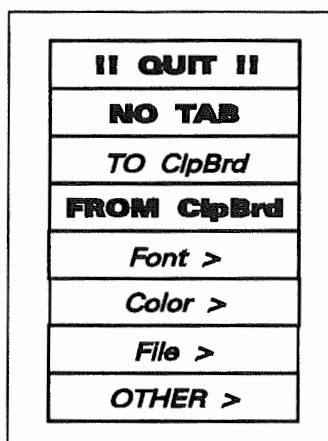 !! QUIT !!
NO TAB
TO ClpBrd
FROM ClpBrd
Font >
Color >
File >
OTHER >